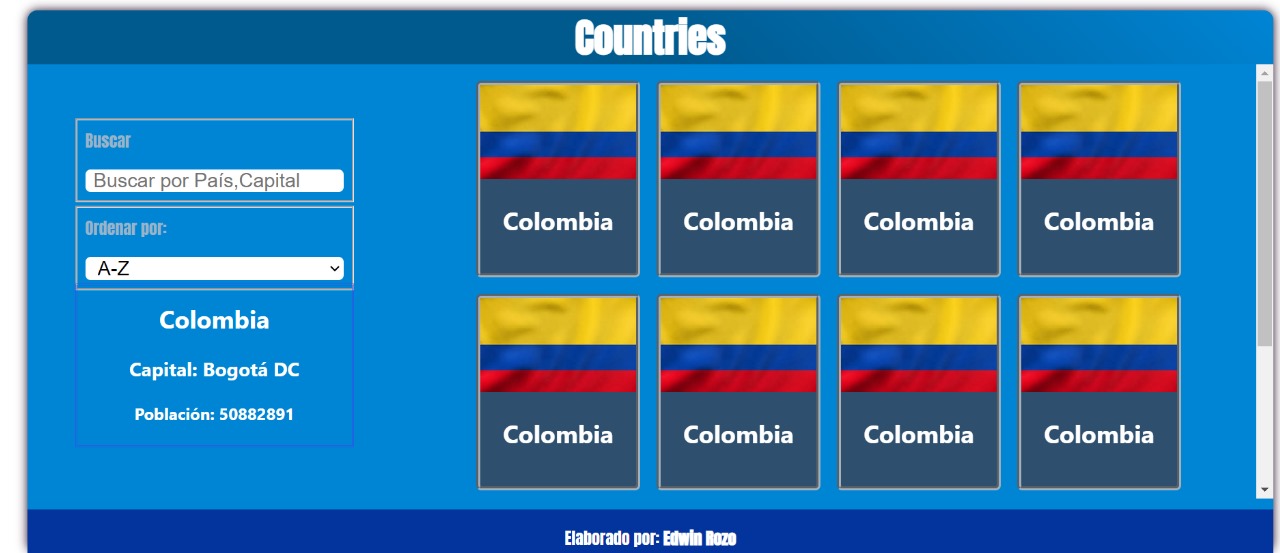 Countries
Buscar
Buscar por País,Capital
Ordenar por:
A-Z
Colombia
Capital: Bogotá DC
Población: 50882891
Colombia Colombia Colombia Colombia
Colombia Colombia Colombia Colombia
Elaborado por: Edwin Rozo